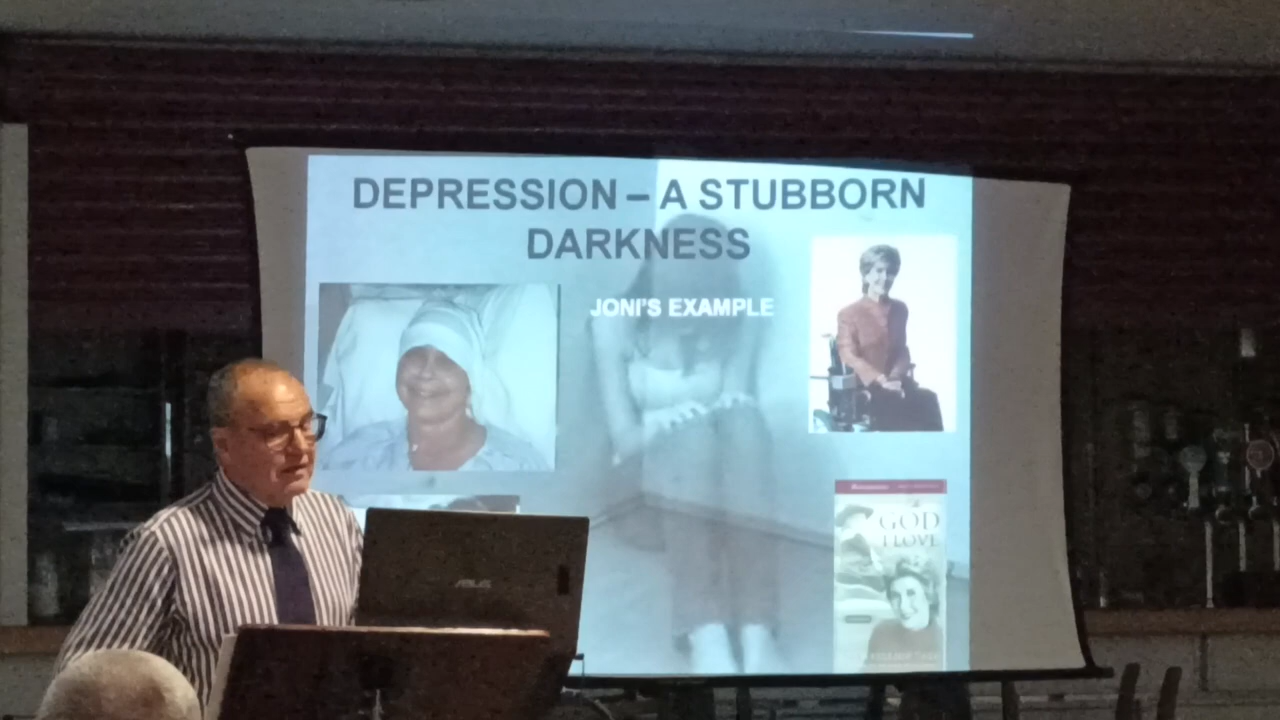 DEPRESSION – A STUBBORN
DARKNESS
JONI'S EXAMPLE
GOD
I LOVE
ASUS